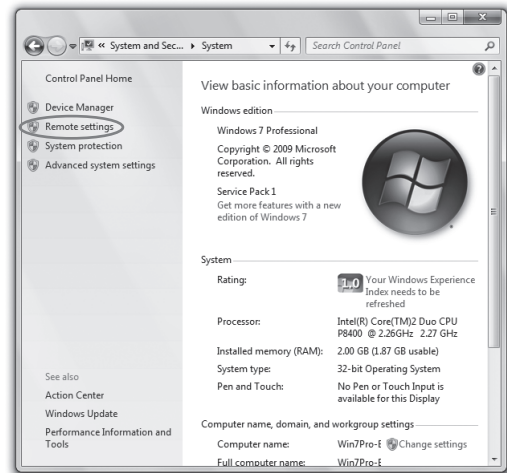 « System and Sec... ▸ System
Search Control Panel
Control Panel Home
Device Manager
Remote settings
System protection
Advanced system settings
See also
Action Center
Windows Update
Performance Information and
Tools
View basic information about your computer
Windows edition
Windows 7 Professional
Copyright © 2009 Microsoft
Corporation. All rights
reserved.
Service Pack 1
Get more features with a new
edition of Windows 7
System
Rating:
1.0 Your Windows Experience
Index needs to be
refreshed
Processor: Intel(R) Core(TM)2 Duo CPU
P8400 @ 2.26GHz 2.27 GHz
Installed memory (RAM): 2.00 GB (1.87 GB usable)
System type: 32-bit Operating System
Pen and Touch: No Pen or Touch Input is
available for this Display
Computer name, domain, and workgroup settings
Computer name: Win7Pro-E Change settings
Full computer name: Win7Pro-E